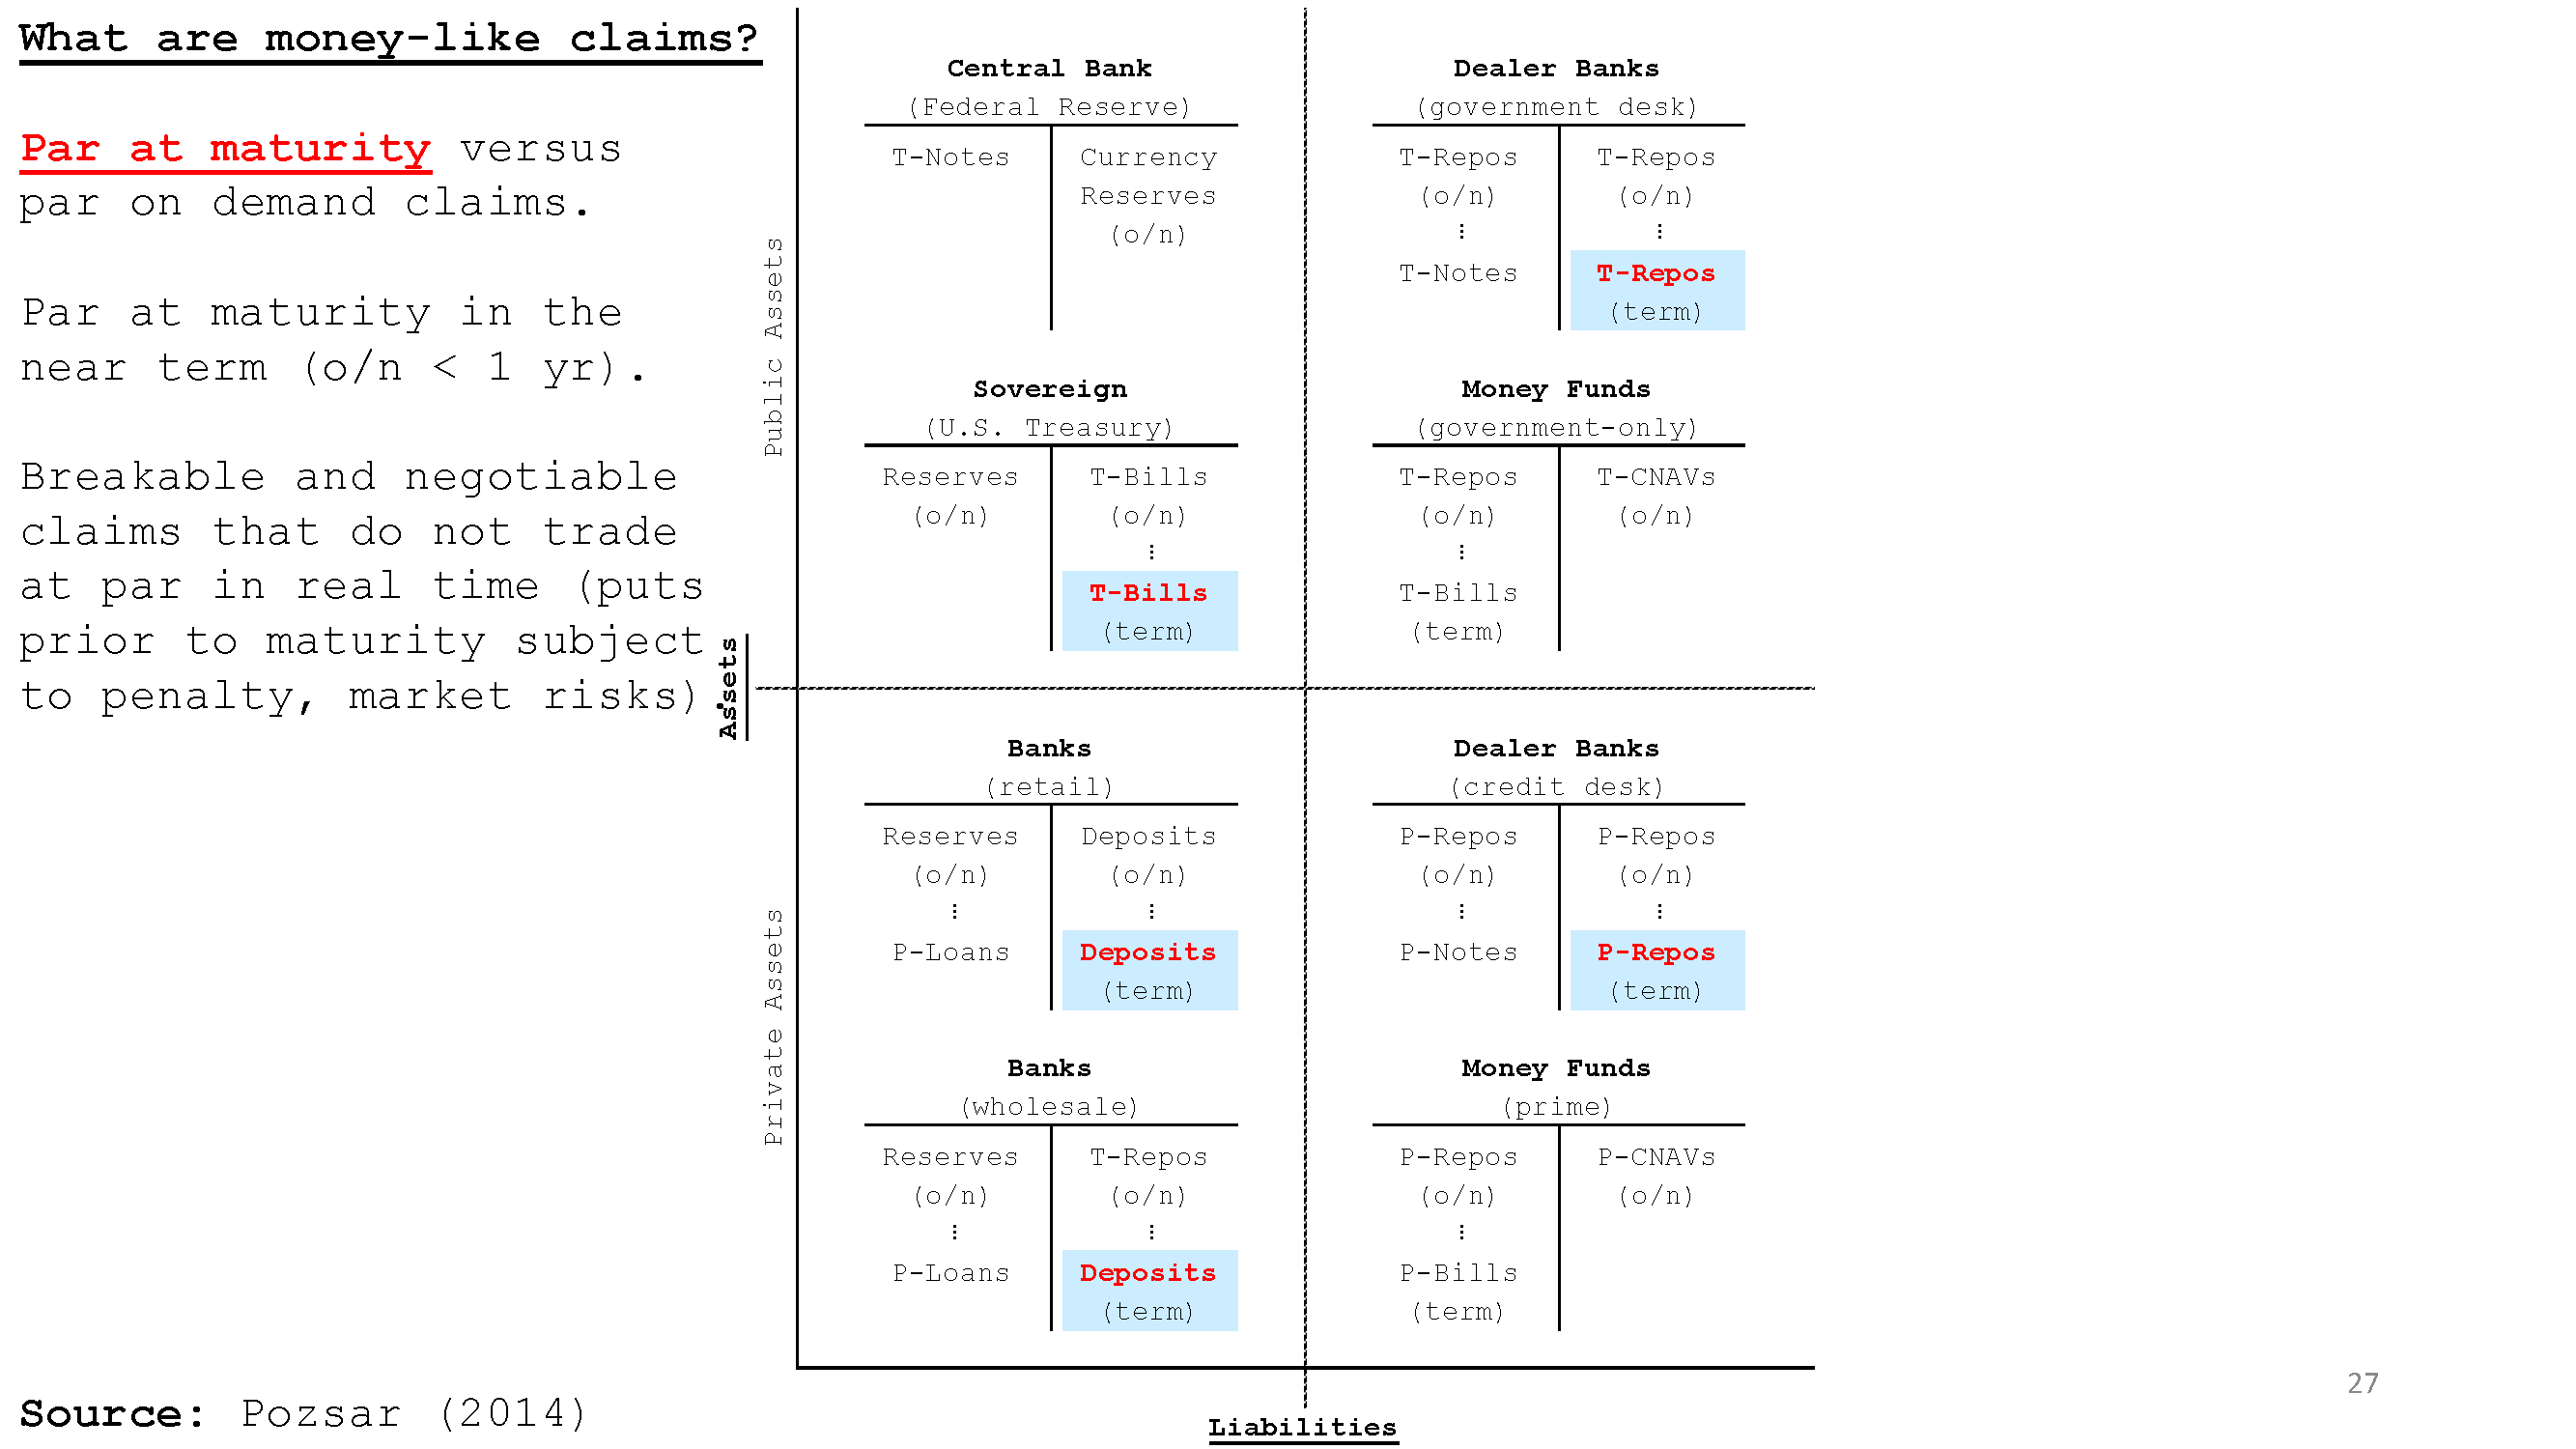 What are money-like claims?
Par at maturity versus
par on demand claims.
Par at maturity in the
near term (o/n < 1 yr).
Breakable and negotiable
claims that do not trade
at par in real time (puts
prior to maturity subject
to penalty, market risks).
Source: Pozsar (2014)
Assets
Public Assets
Private Assets
Central Bank
(Federal Reserve)
T-Notes Currency
Reserves
(o/n)
Dealer Banks
(government desk)
T-Repos T-Repos
(o/n) (o/n)
⋮ ⋮
T-Notes T-Repos
(term)
Sovereign
(U.S. Treasury)
Reserves T-Bills
(o/n) (o/n)
⋮
T-Bills
(term)
Money Funds
(government-only)
T-Repos T-CNAVs
(o/n) (o/n)
⋮
T-Bills
(term)
Banks
(retail)
Reserves Deposits
(o/n) (o/n)
⋮ ⋮
P-Loans Deposits
(term)
Dealer Banks
(credit desk)
P-Repos P-Repos
(o/n) (o/n)
⋮ ⋮
P-Notes P-Repos
(term)
Banks
(wholesale)
Reserves T-Repos
(o/n) (o/n)
⋮ ⋮
P-Loans Deposits
(term)
Money Funds
(prime)
P-Repos P-CNAVs
(o/n) (o/n)
⋮
P-Bills
(term)
Liabilities
27